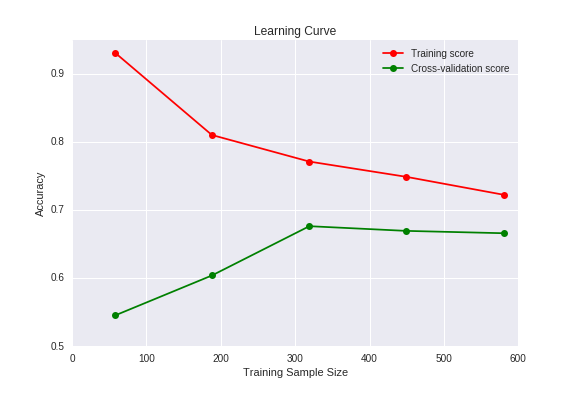 Learning Curve
Training score
Cross-validation score
0.9
0.8
0.7
0.6
0.5
Accuracy
0 100 200 300 400 500 600
Training Sample Size